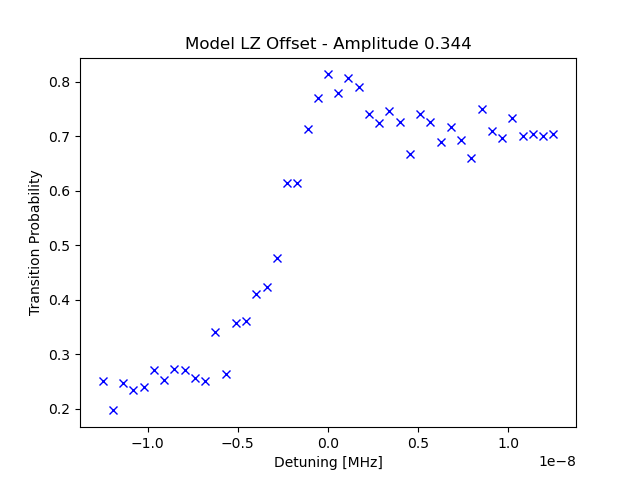 Model LZ Offset - Amplitude 0.344
Transition Probability
0.8
0.7
0.6
0.5
0.4
0.3
0.2
−1.0 −0.5 0.0 0.5 1.0
1e−8
Detuning [MHz]